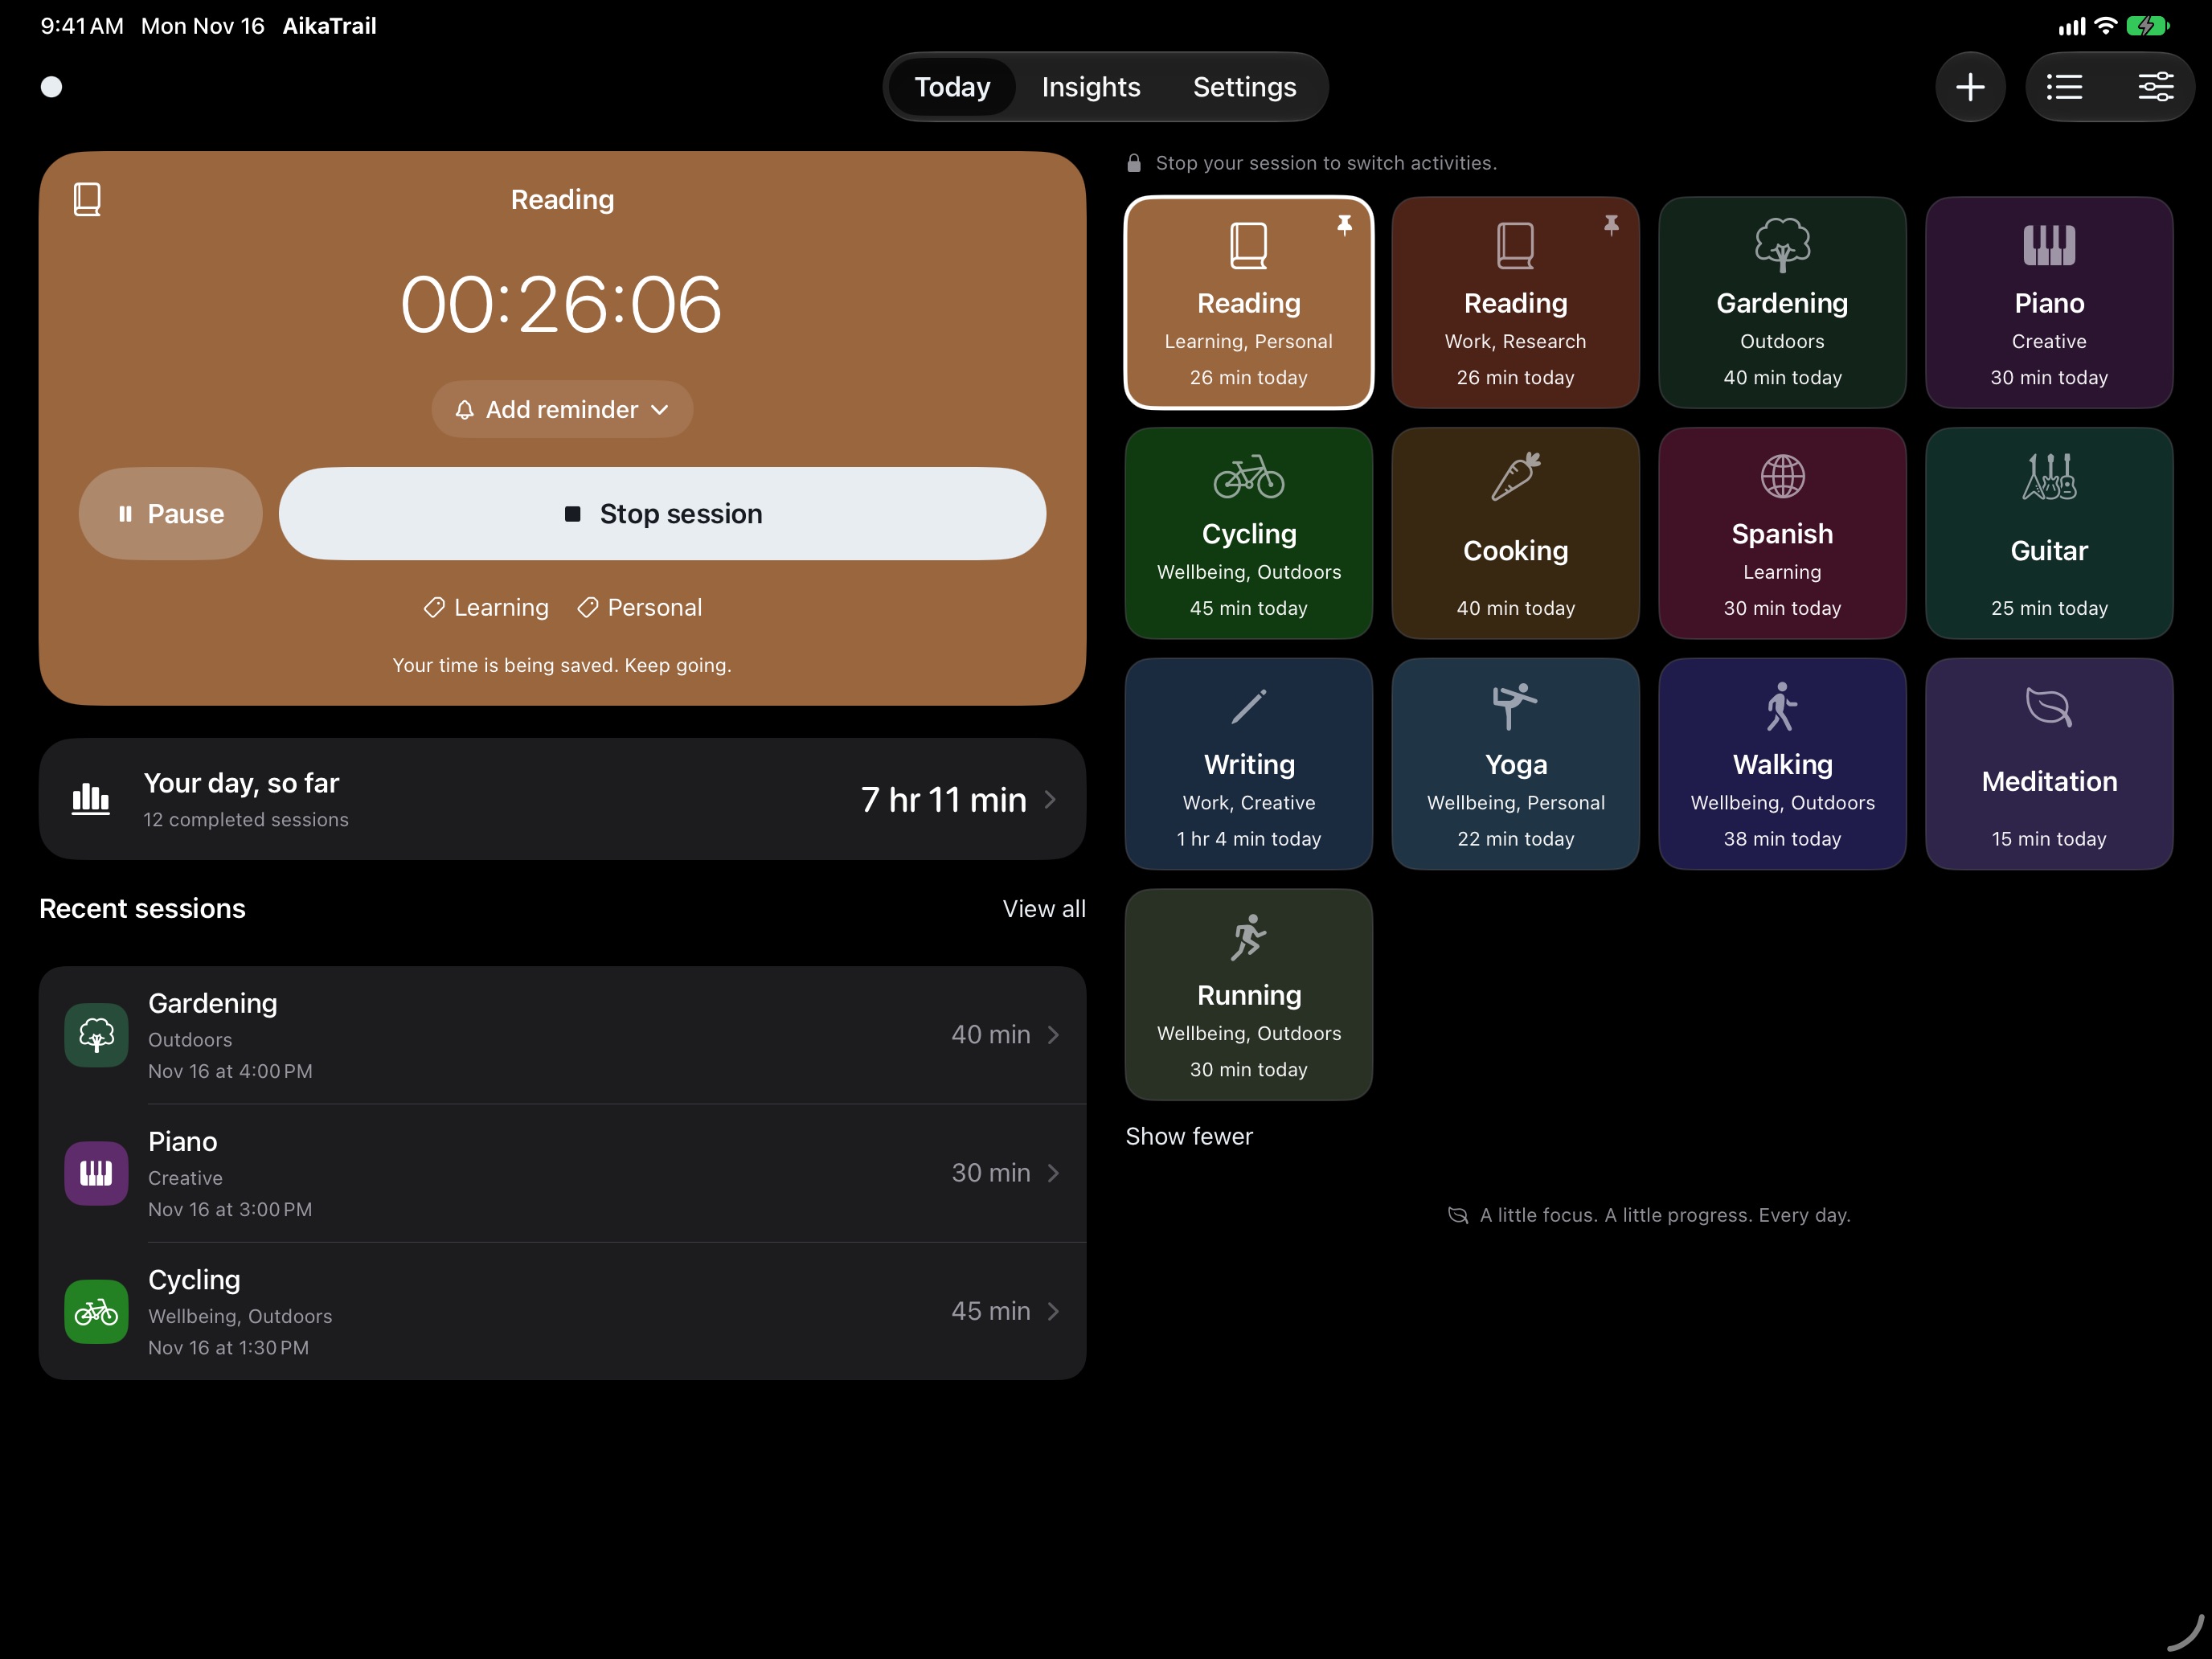 9:41 AM Mon Nov 16 AikaTrail
Today Insights Settings
Reading
00:26:06
Add reminder
Pause
Stop session
Learning Personal
Your time is being saved. Keep going.
Your day, so far
12 completed sessions
7 hr 11 min
Recent sessions
View all
Gardening
Outdoors
Nov 16 at 4:00 PM
40 min
Piano
Creative
Nov 16 at 3:00 PM
30 min
Cycling
Wellbeing, Outdoors
Nov 16 at 1:30 PM
45 min
Stop your session to switch activities.
Reading
Learning, Personal
26 min today
Reading
Work, Research
26 min today
Gardening
Outdoors
40 min today
Piano
Creative
30 min today
Cycling
Wellbeing, Outdoors
45 min today
Cooking
40 min today
Spanish
Learning
30 min today
Guitar
25 min today
Writing
Work, Creative
1 hr 4 min today
Yoga
Wellbeing, Personal
22 min today
Walking
Wellbeing, Outdoors
38 min today
Meditation
15 min today
Running
Wellbeing, Outdoors
30 min today
Show fewer
A little focus. A little progress. Every day.